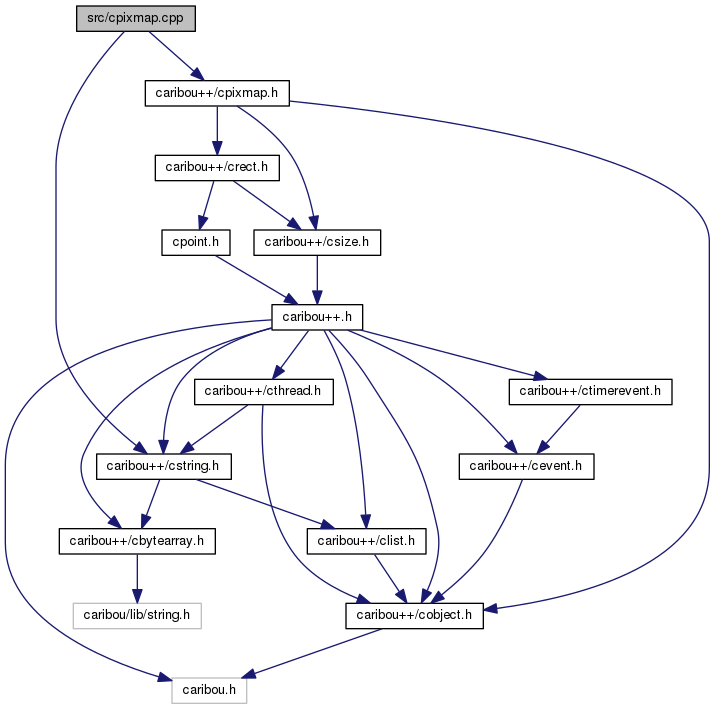 src/cpixmap.cpp
caribou++/cpixmap.h
caribou++/crect.h
cpoint.h
caribou++/csize.h
caribou++.h
caribou++/cthread.h
caribou++/ctimerevent.h
caribou++/cstring.h
caribou++/cevent.h
caribou++/cbytearray.h
caribou++/clist.h
caribou/lib/string.h
caribou++/cobject.h
caribou.h